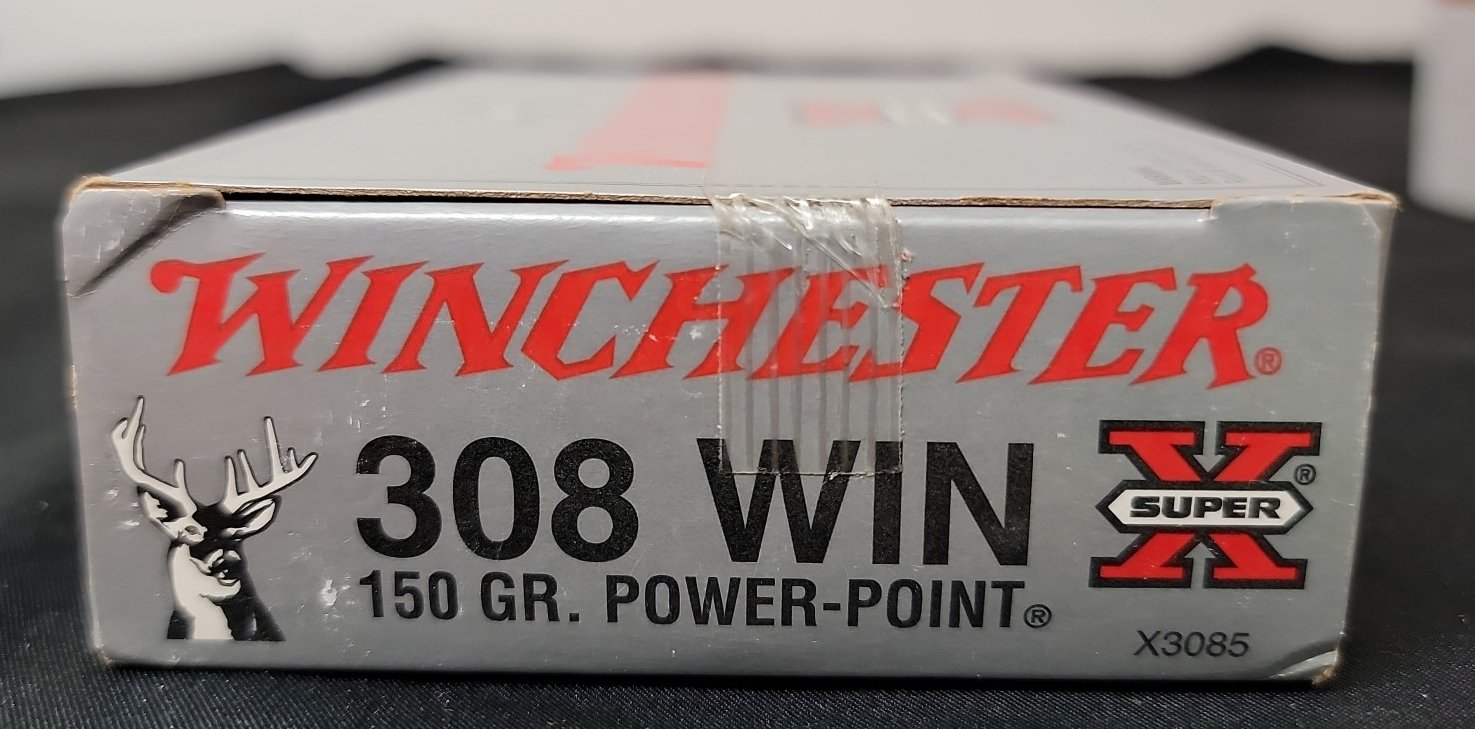 WINCHESTER®
308 WIN
150 GR. POWER-POINT®
X®
SUPER
X3085